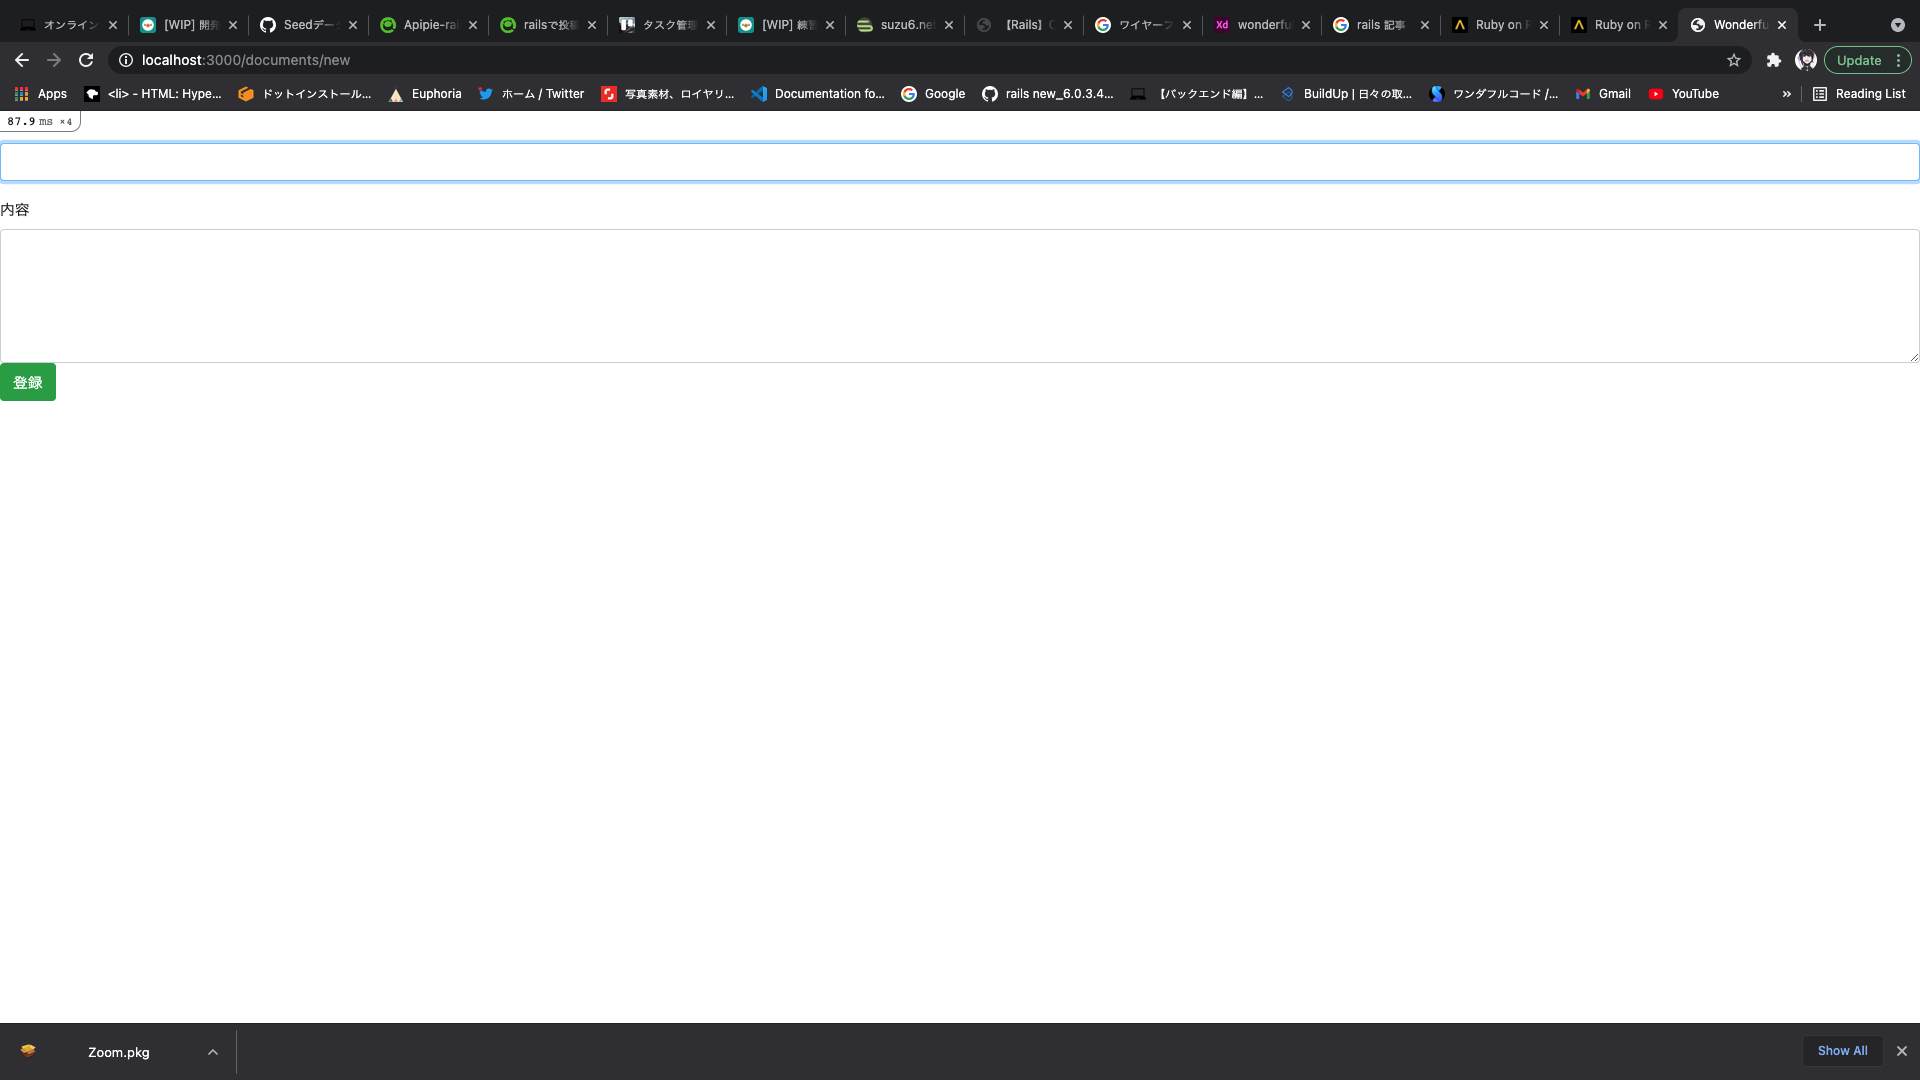 オンライン
[WIP] 開発
Seedデータ
Apipie-rai
railsで投稿
タスク管理
[WIP] 練習
suzu6.net
【Rails】C
ワイヤーフ
wonderfu
rails 記事
Ruby on R
Ruby on R
Wonderfu
localhost:3000/documents/new
Update
Apps
<li> - HTML: Hype...
ドットインストール...
Euphoria
ホーム / Twitter
写真素材、ロイヤリ...
Documentation fo...
Google
rails new_6.0.3.4...
【バックエンド編】...
BuildUp | 日々の取...
ワンダフルコード /...
Gmail
YouTube
»
Reading List
87.9 ms ×4
内容
登録
Zoom.pkg
Show All